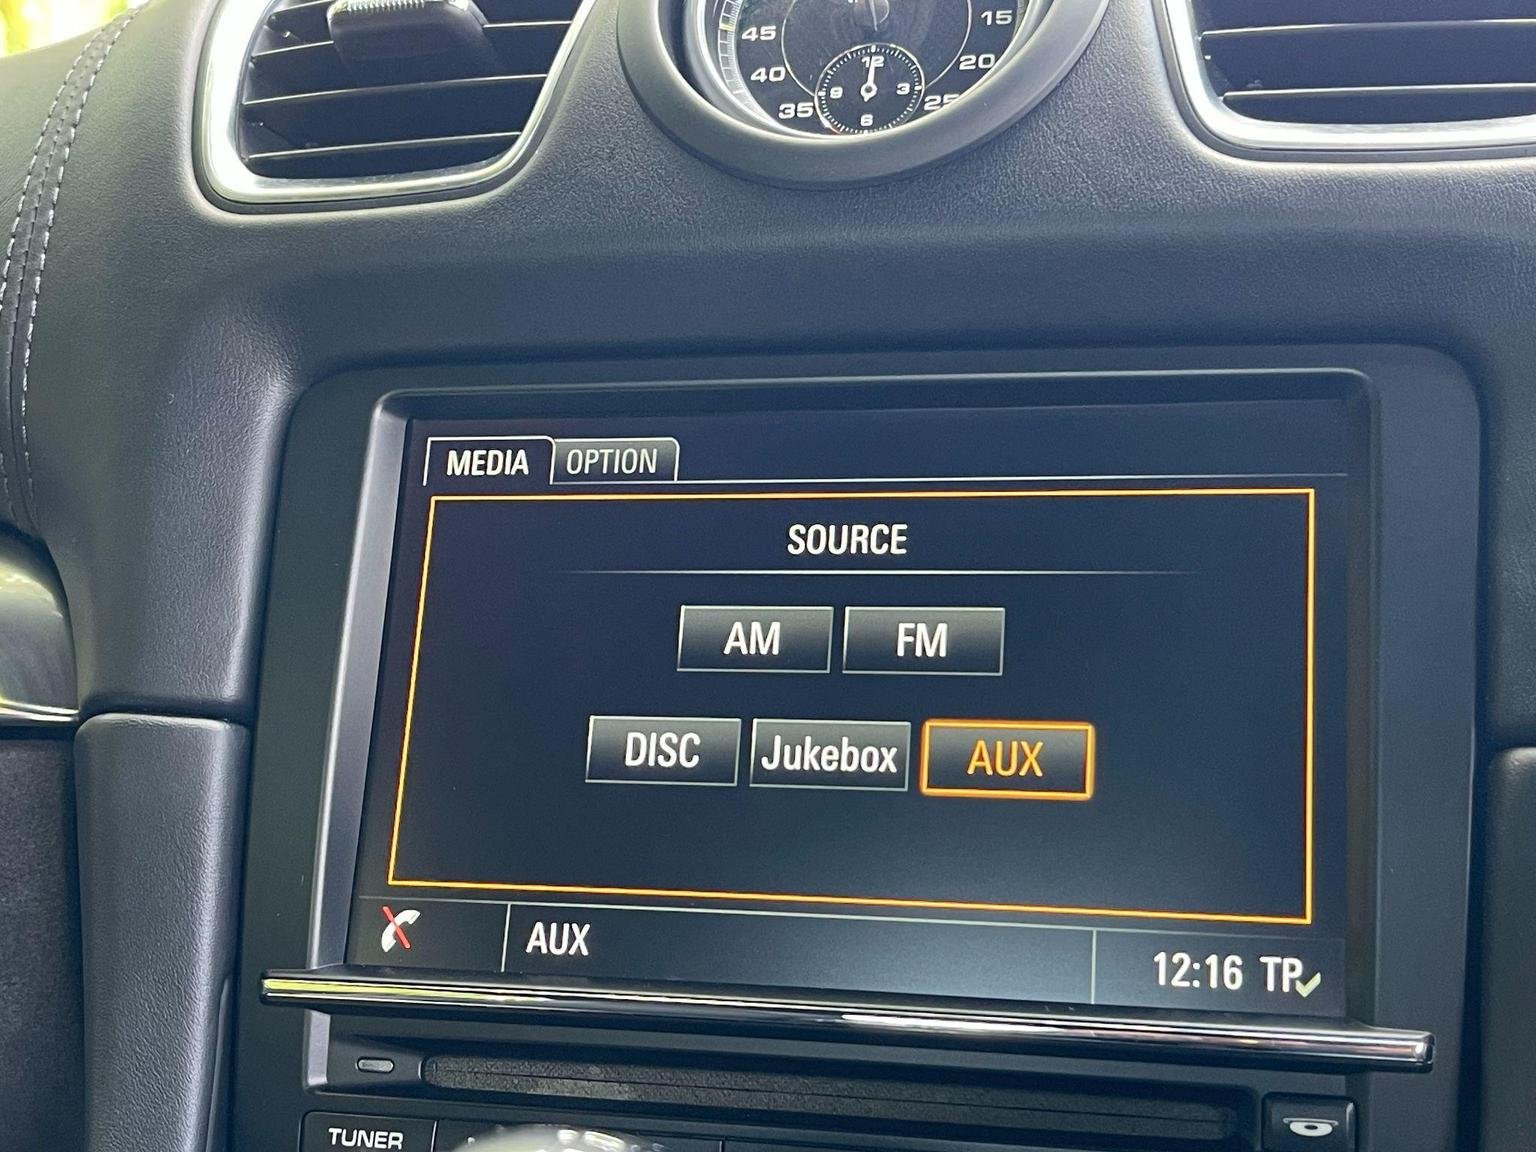 45 15
40 12 20
9 3
35 6 25
MEDIA OPTION
SOURCE
AM FM
DISC Jukebox AUX
AUX 12:16 TP
TUNER